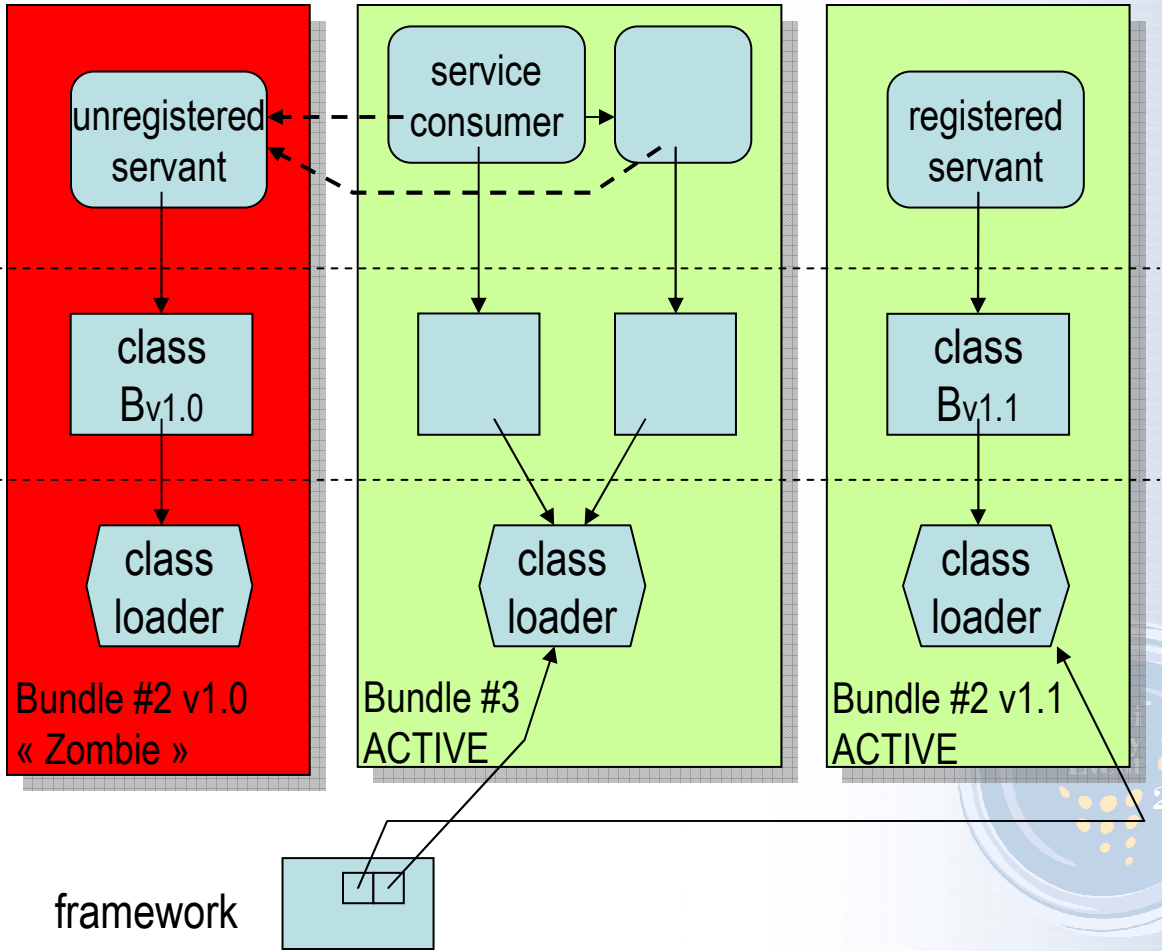 unregistered
servant
service
consumer
registered
servant
class
Bv1.0
class
Bv1.1
class
loader
class
loader
class
loader
Bundle #2 v1.0
« Zombie »
Bundle #3
ACTIVE
Bundle #2 v1.1
ACTIVE
framework